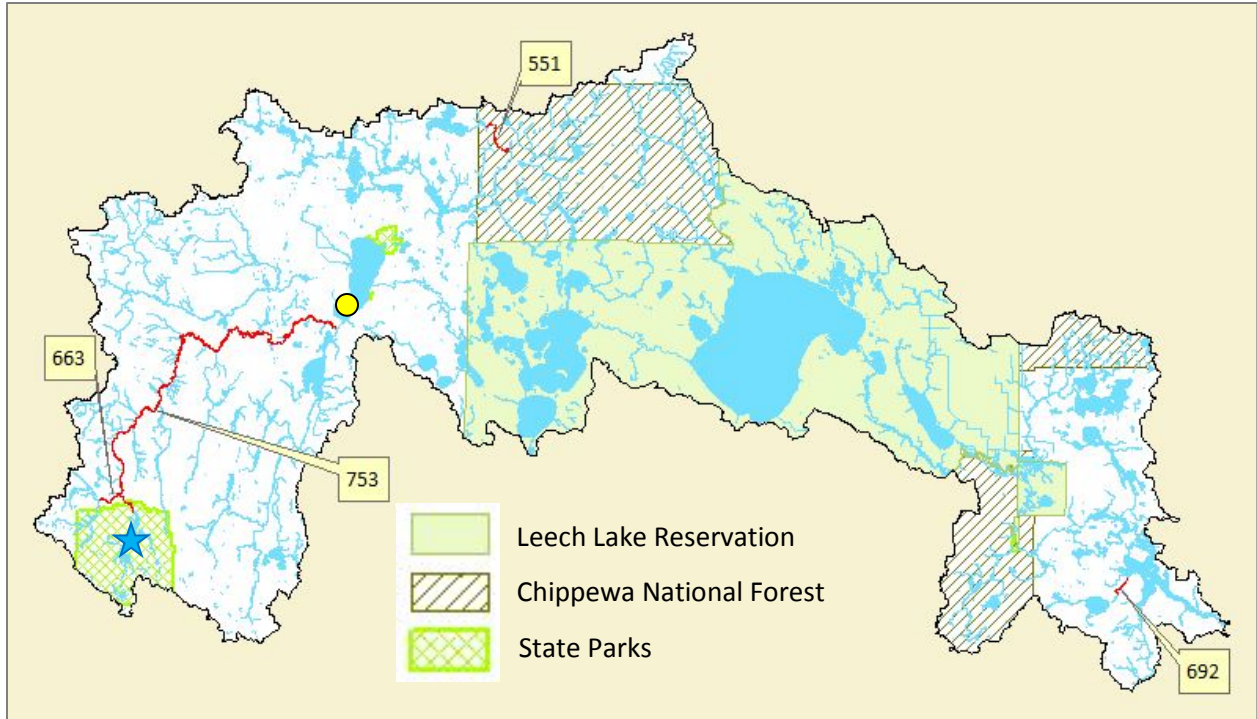 551
663
753
Leech Lake Reservation
Chippewa National Forest
State Parks
692